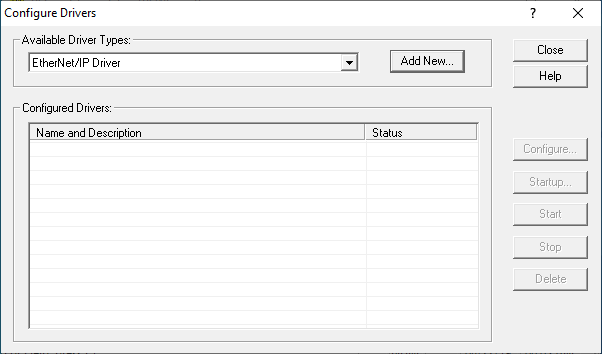 Configure Drivers
?
Available Driver Types:
EtherNet/IP Driver
Add New...
Close
Help
Configured Drivers:
Name and Description
Status
Configure...
Startup...
Start
Stop
Delete